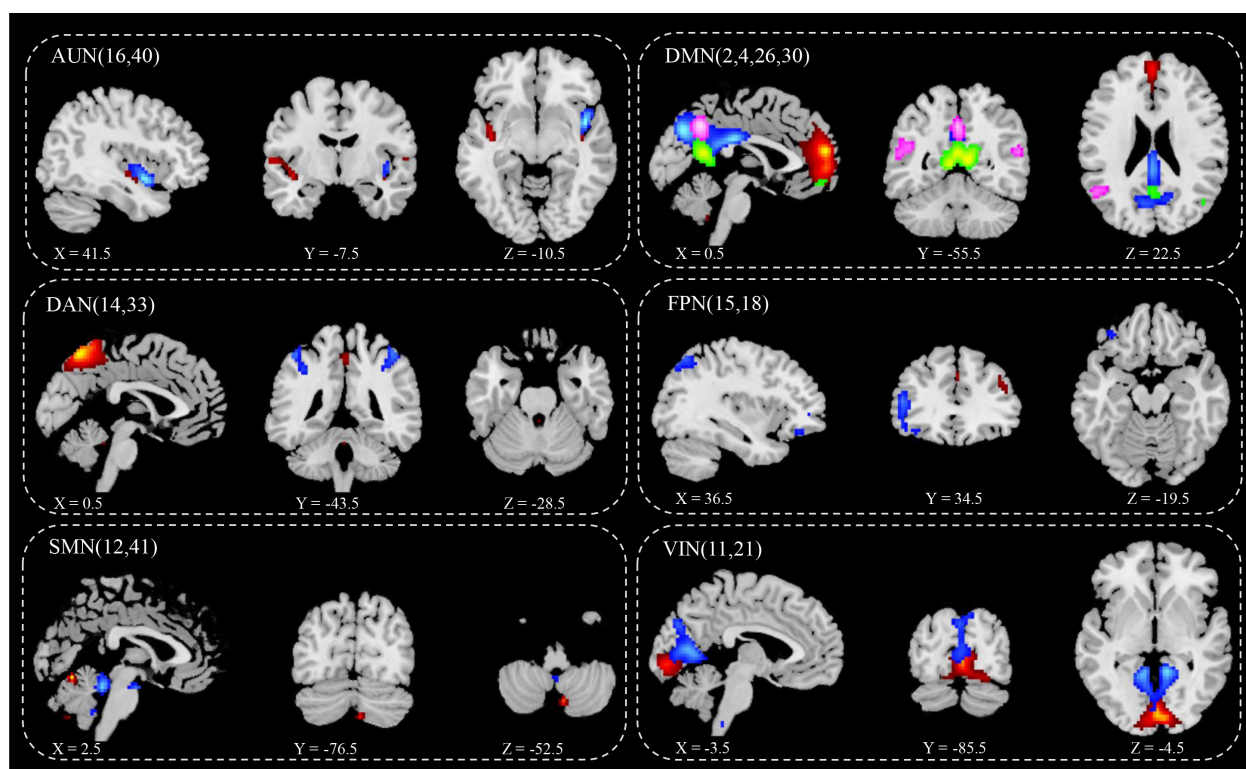 AUN(16,40)
X = 41.5
Y = -7.5
Z = -10.5
DMN(2,4,26,30)
X = 0.5
Y = -55.5
Z = 22.5
DAN(14,33)
X = 0.5
Y = -43.5
Z = -28.5
FPN(15,18)
X = 36.5
Y = 34.5
Z = -19.5
SMN(12,41)
X = 2.5
Y = -76.5
Z = -52.5
VIN(11,21)
X = -3.5
Y = -85.5
Z = -4.5